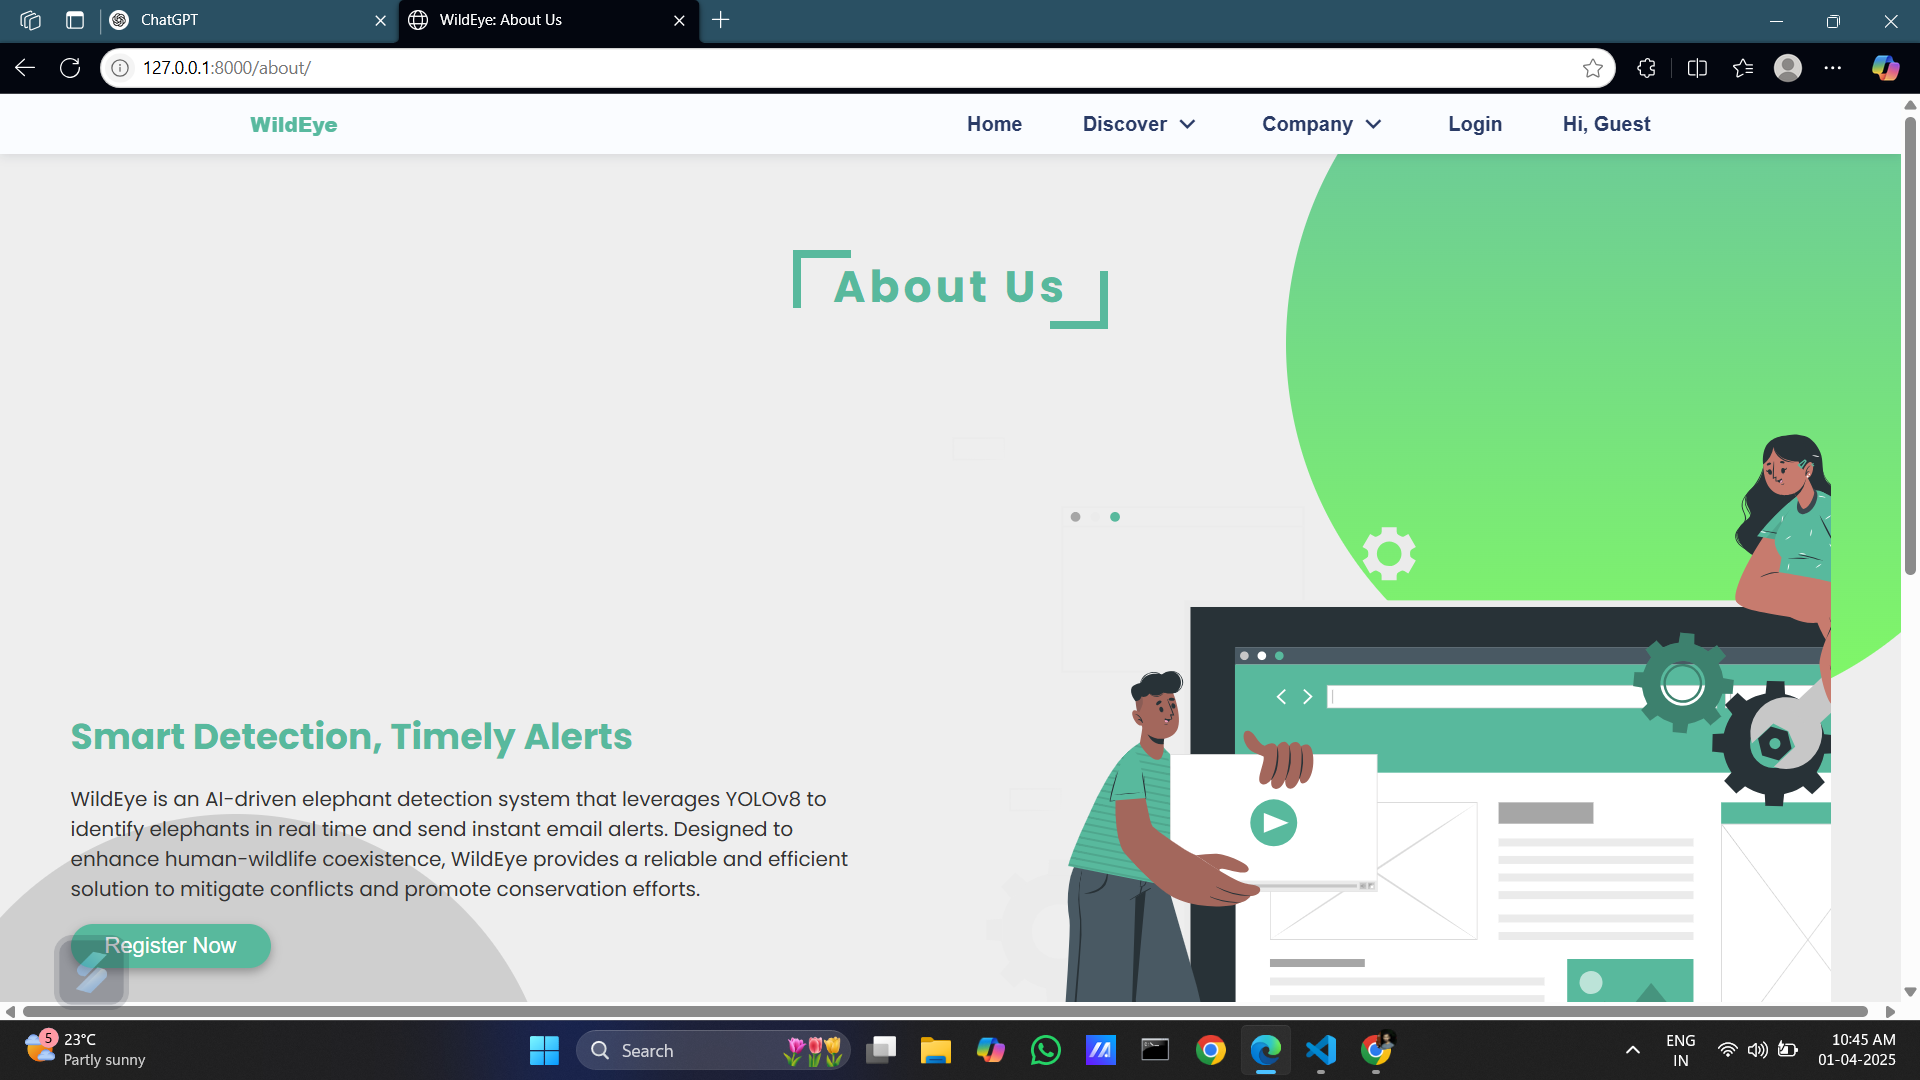 ChatGPT
WildEye: About Us
127.0.0.1:8000/about/
WildEye
Home
Discover
Company
Login
Hi, Guest
About Us
Smart Detection, Timely Alerts
WildEye is an AI-driven elephant detection system that leverages YOLOv8 to
identify elephants in real time and send instant email alerts. Designed to
enhance human-wildlife coexistence, WildEye provides a reliable and efficient
solution to mitigate conflicts and promote conservation efforts.
Register Now
5
23°C
Partly sunny
Search
ENG
IN
10:45 AM
01-04-2025